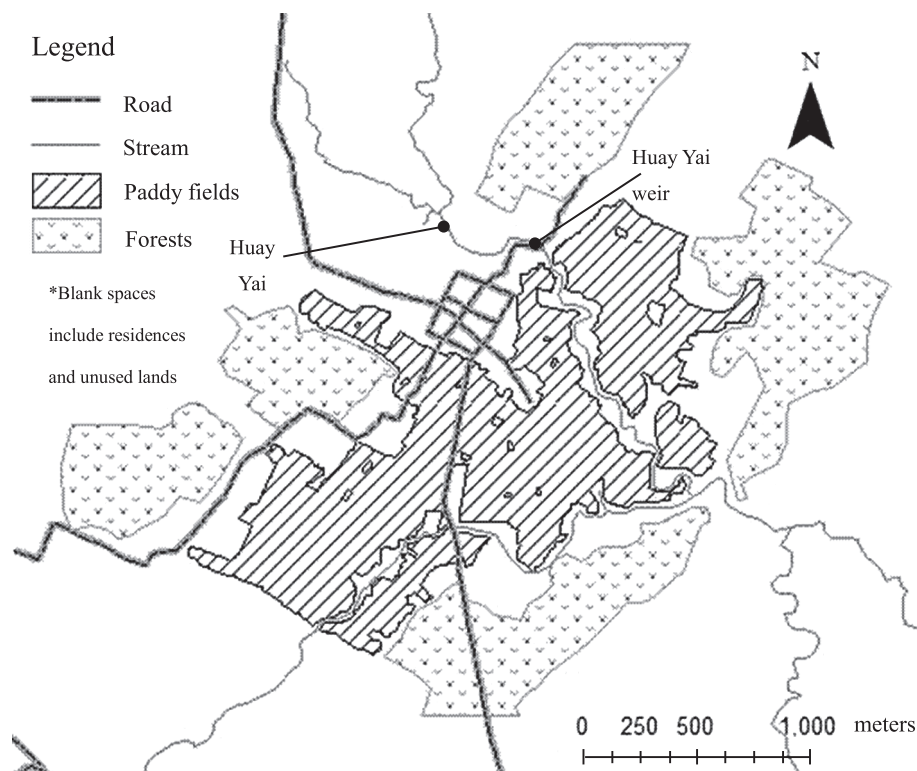 Legend
Road
Stream
Paddy fields
Forests
*Blank spaces
include residences
and unused lands
N
Huay Yai
weir
Huay
Yai
0 250 500 1,000 meters